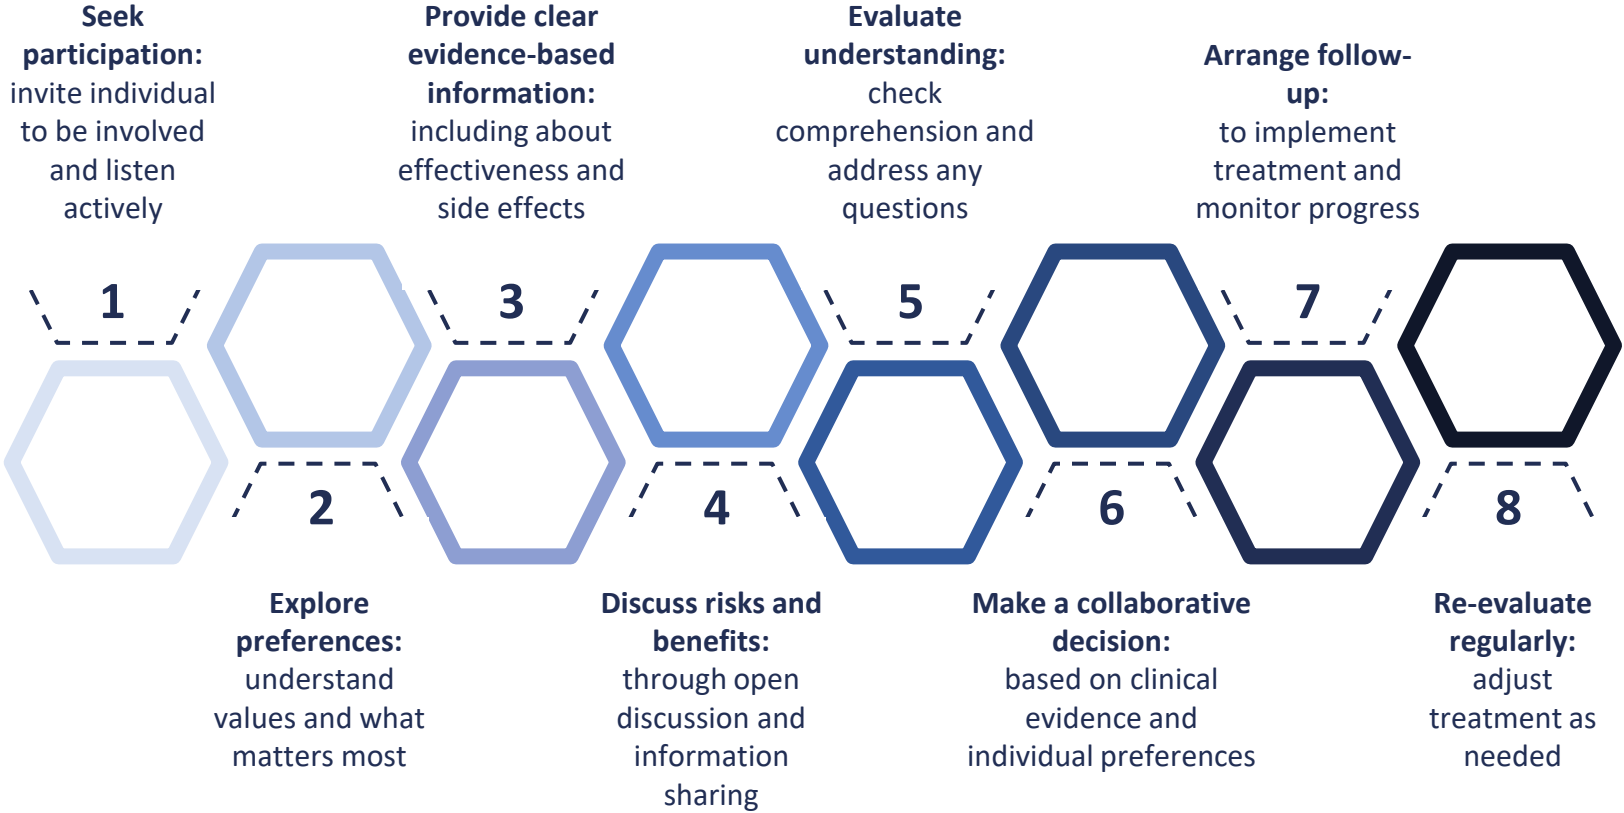 Seek
participation:
invite individual
to be involved
and listen
actively
1
2
Explore
preferences:
understand
values and what
matters most
Provide clear
evidence-based
information:
including about
effectiveness and
side effects
3
4
Discuss risks and
benefits:
through open
discussion and
information
sharing
Evaluate
understanding:
check
comprehension and
address any
questions
5
6
Make a collaborative
decision:
based on clinical
evidence and
individual preferences
Arrange follow-
up:
to implement
treatment and
monitor progress
7
8
Re-evaluate
regularly:
adjust
treatment as
needed